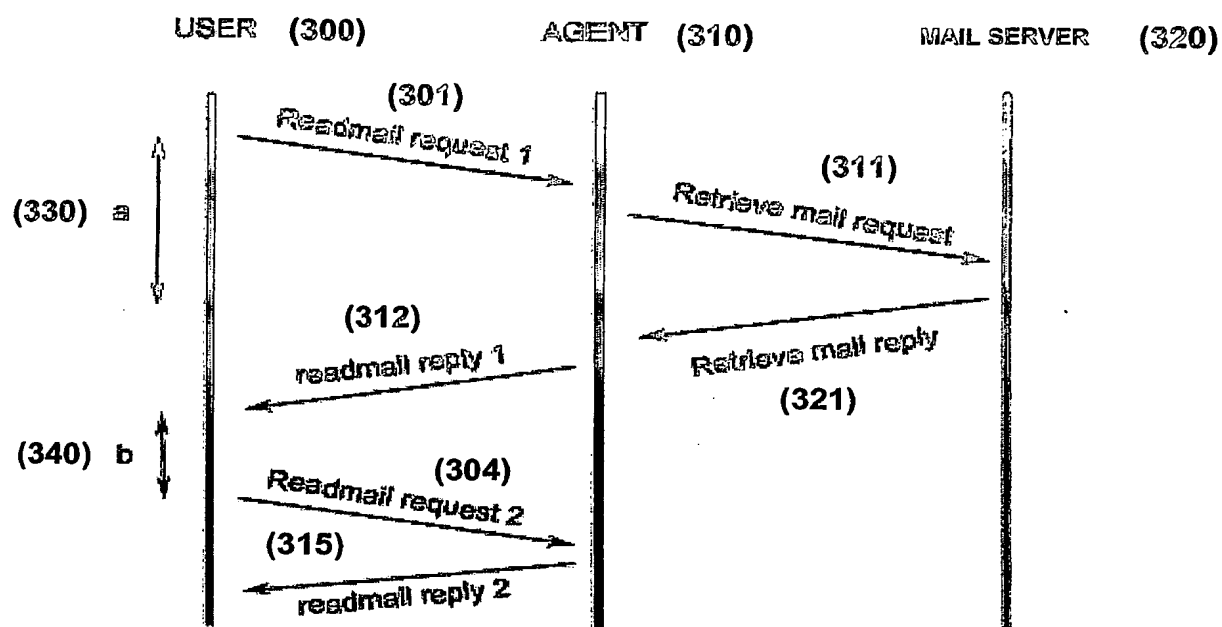 USER (300) AGENT (310) MAIL SERVER (320)
(301)
Readmail request 1
(311)
Retrieve mail request
(330) a
(312)
readmail reply 1
Retrieve mail reply
(321)
(340) b
(304)
Readmail request 2
(315)
readmail reply 2